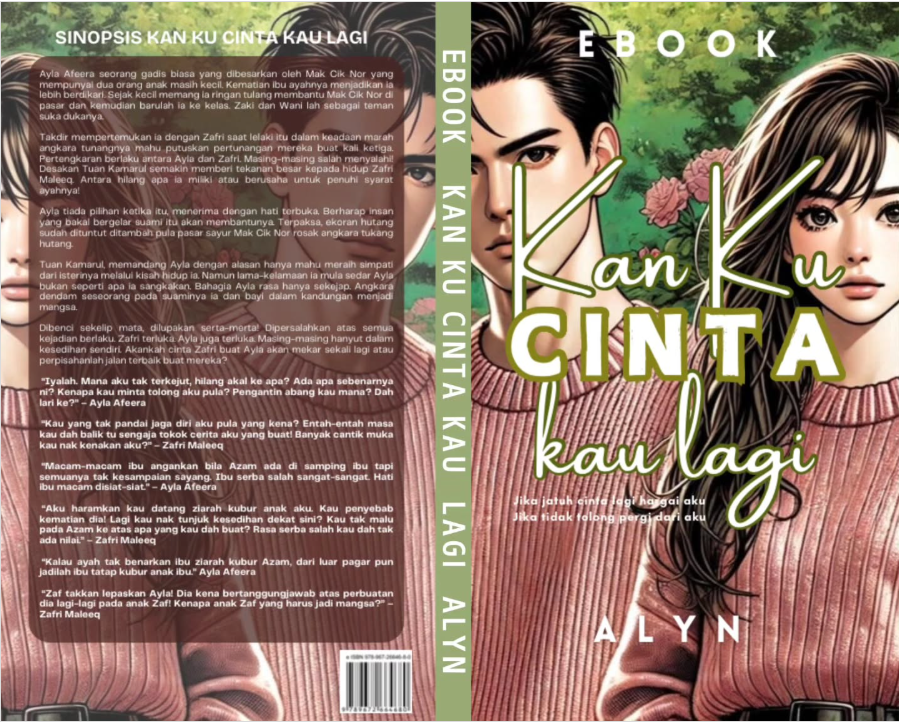 SINOPSIS KAN KU CINTA KAU LAGI
Ayla Afeera seorang gadis biasa yang dibesarkan oleh Mak Cik Nor yang
mempunyai dua orang anak masih kecil. Kematian ibu ayahnya menjadikan ia
lebih berdikari. Sejak kecil memang ia ringan tulang membantu Mak Cik Nor di
pasar dan kemudian barulah ia ke kelas. Zaki dan Wani lah sebagai teman
suka dukanya.
Takdir mempertemukan ia dengan Zafri saat lelaki itu dalam keadaan marah
angkara tunangnya mahu putuskan pertunangan mereka buat kali ketiga.
Pertengkaran berlaku antara Ayla dan Zafri. Masing-masing salah menyalahi!
Desakan Tuan Kamarul semakin memberi tekanan besar kepada hidup Zafri
Maleeq. Antara hilang apa ia miliki atau berusaha untuk penuhi syarat
ayahnya!
Ayla tiada pilihan ketika itu, menerima dengan hati terbuka. Berharap insan
yang bakal bergelar suami itu akan membantunya. Terpaksa, ekoran hutang
sudah dituntut ditambah pula pasar sayur Mak Cik Nor rosak angkara tukang
hutang.
Tuan Kamarul, memandang Ayla dengan alasan hanya mahu meraih simpati
dari isterinya melalui kisah hidup ia. Namun lama-kelamaan ia mula sedar Ayla
bukan seperti apa ia sangkakan. Bahagia Ayla rasa hanya sekejap. Angkara
dendam seseorang pada suaminya ia dan bayi dalam kandungan menjadi
mangsa.
Dibenci sekelip mata, dilupakan serta-merta! Dipersalahkan atas semua
kejadian berlaku. Zafri terluka. Ayla juga terluka. Masing-masing hanyut dalam
kesedihan sendiri. Akankah cinta Zafri buat Ayla akan mekar sekali lagi atau
perpisahanlah jalan terbaik buat mereka?
"Iyalah. Mana aku tak terkejut, hilang akal ke apa? Ada apa sebenarnya
ni? Kenapa kau minta tolong aku pula? Pengantin abang kau mana? Dah
lari ke?" – Ayla Afeera
"Kau yang tak pandai jaga diri aku pula yang kena? Entah-entah masa
kau dah balik tu sengaja tokok cerita aku yang buat! Banyak cantik muka
kau nak kenakan aku?" – Zafri Maleeq
"Macam-macam ibu angankan bila Azam ada di samping ibu tapi
semuanya tak kesampaian sayang. Ibu serba salah sangat-sangat. Hati
ibu macam disiat-siat." – Ayla Afeera
"Aku haramkan kau datang ziarah kubur anak aku. Kau penyebab
kematian dia! Lagi kau nak tunjuk kesedihan dekat sini? Kau tak malu
pada Azam ke atas apa yang kau dah buat? Rasa serba salah kau dah tak
ada nilai." – Zafri Maleeq
"Kalau ayah tak benarkan ibu ziarah kubur Azam, dari luar pagar pun
jadilah ibu tatap kubur anak ibu." Ayla Afeera
"Zaf takkan lepaskan Ayla! Dia kena bertanggungjawab atas perbuatan
dia lagi-lagi pada anak Zaf! Kenapa anak Zaf yang harus jadi mangsa?" –
Zafri Maleeq
EBOOK KAN KU CINTA KAU LAGI ALYN
EBOOK
Kan Ku
CINTA
kau lagi
Jika jatuh cinta lagi hargai aku
Jika tidak tolong pergi dari aku
ALYN